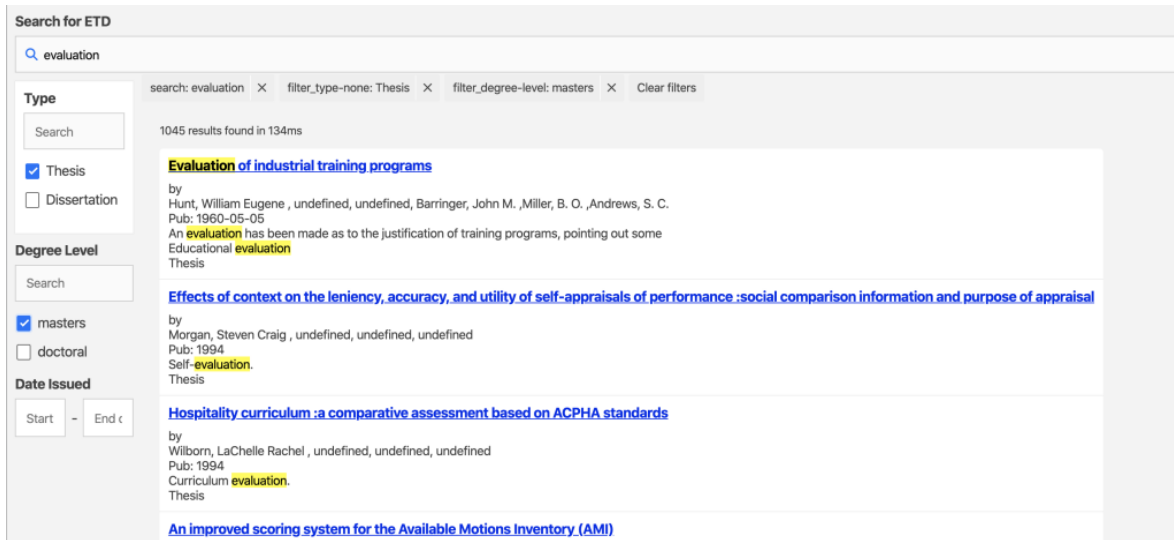 Search for ETD
evaluation
Type
Search
Thesis
Dissertation
Degree Level
Search
masters
doctoral
Date Issued
Start - End
search: evaluation × filter_type-none: Thesis × filter_degree-level: masters × Clear filters
1045 results found in 134ms
Evaluation of industrial training programs
by
Hunt, William Eugene , undefined, undefined, Barringer, John M. ,Miller, B. O. ,Andrews, S. C.
Pub: 1960-05-05
An evaluation has been made as to the justification of training programs, pointing out some
Educational evaluation
Thesis
Effects of context on the leniency, accuracy, and utility of self-appraisals of performance :social comparison information and purpose of appraisal
by
Morgan, Steven Craig , undefined, undefined, undefined
Pub: 1994
Self-evaluation.
Thesis
Hospitality curriculum :a comparative assessment based on ACPHA standards
by
Wilborn, LaChelle Rachel , undefined, undefined, undefined
Pub: 1994
Curriculum evaluation.
Thesis
An improved scoring system for the Available Motions Inventory (AMI)